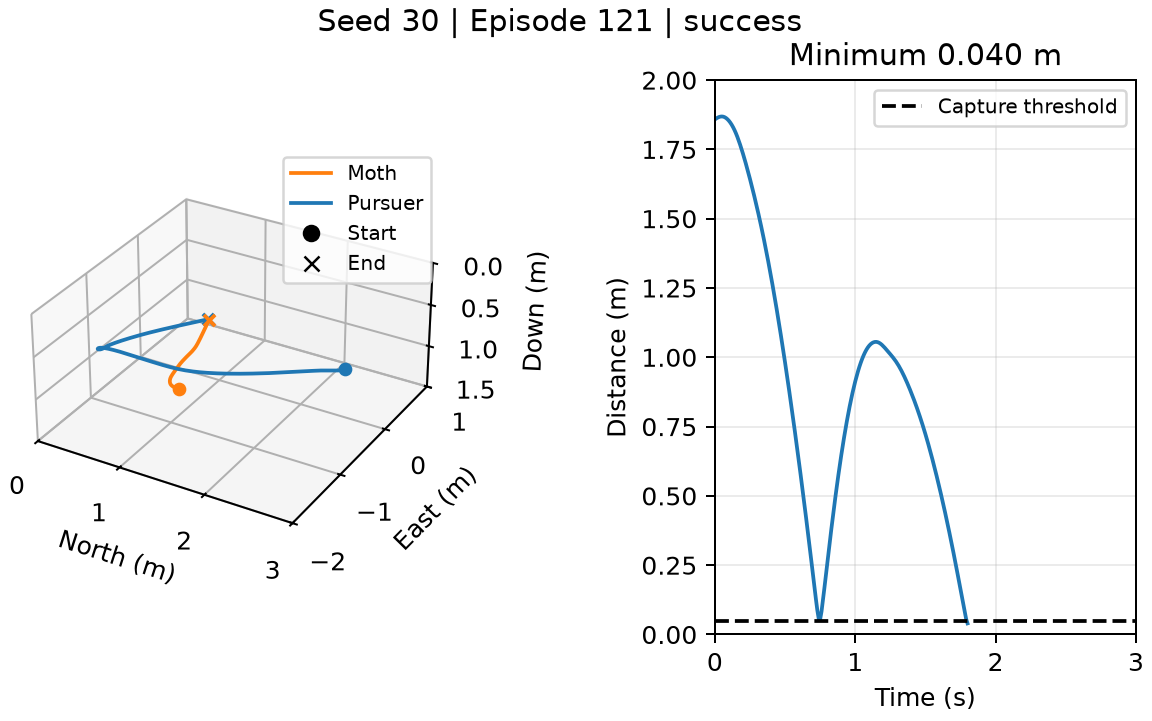 Seed 30 | Episode 121 | success
Moth
Pursuer
Start
End
0.0
0.5
1.0
1.5
Down (m)
1
0
−1
−2
East (m)
0
1
2
3
North (m)
Minimum 0.040 m
Capture threshold
2.00
1.75
1.50
1.25
1.00
0.75
0.50
0.25
0.00
Distance (m)
0
1
2
3
Time (s)